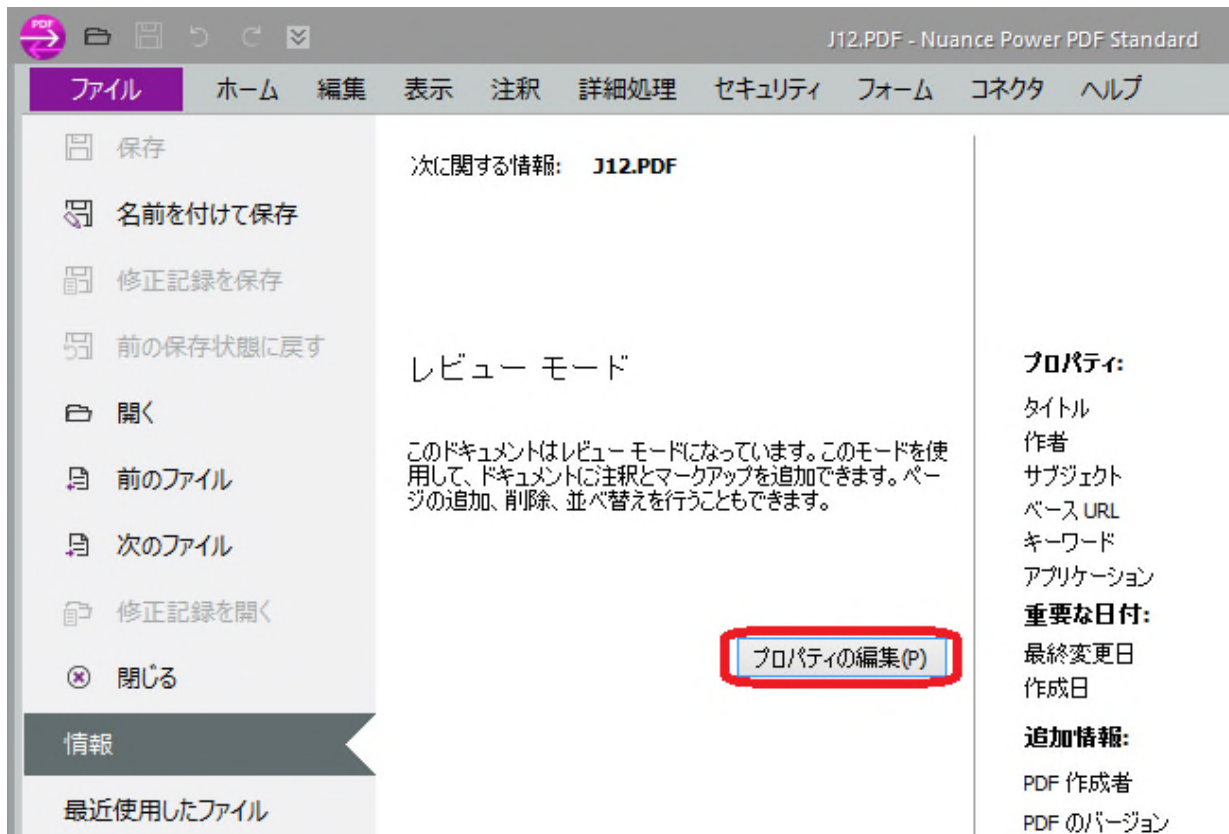 PDF
J12.PDF - Nuance Power PDF Standard
ファイル ホーム 編集 表示 注釈 詳細処理 セキュリティ フォーム コネクタ ヘルプ
保存
名前を付けて保存
修正記録を保存
前の保存状態に戻す
開く
前のファイル
次のファイル
修正記録を開く
閉じる
情報
最近使用したファイル
次に関する情報: J12.PDF
レビュー モード
このドキュメントはレビュー モードになっています。このモードを使
用して、ドキュメントに注釈とマークアップを追加できます。ペー
ジの追加、削除、並べ替えを行うこともできます。
プロパティの編集(P)
プロパティ:
タイトル
作者
サブジェクト
ベース URL
キーワード
アプリケーション
重要な日付:
最終変更日
作成日
追加情報:
PDF 作成者
PDF のバージョン